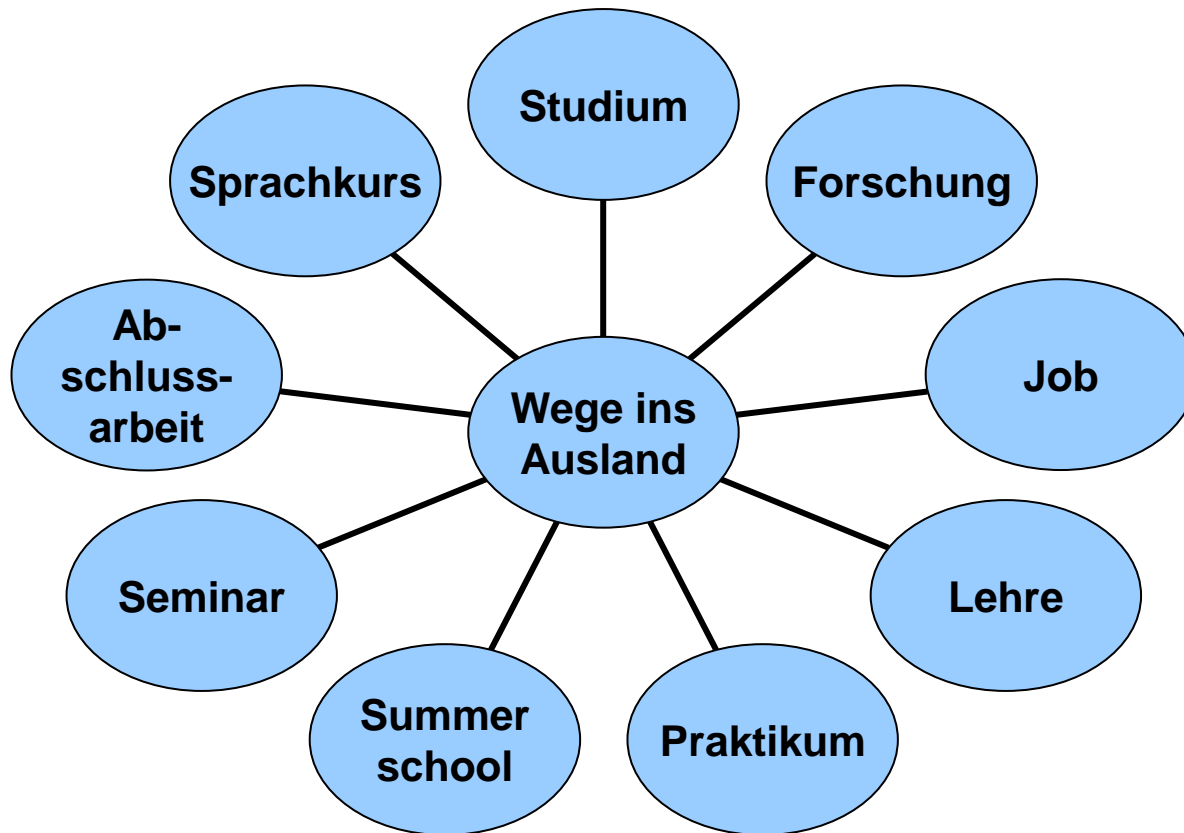 Studium
Sprachkurs
Forschung
Ab-
schluss-
arbeit
Job
Wege ins
Ausland
Seminar
Lehre
Summer
school
Praktikum